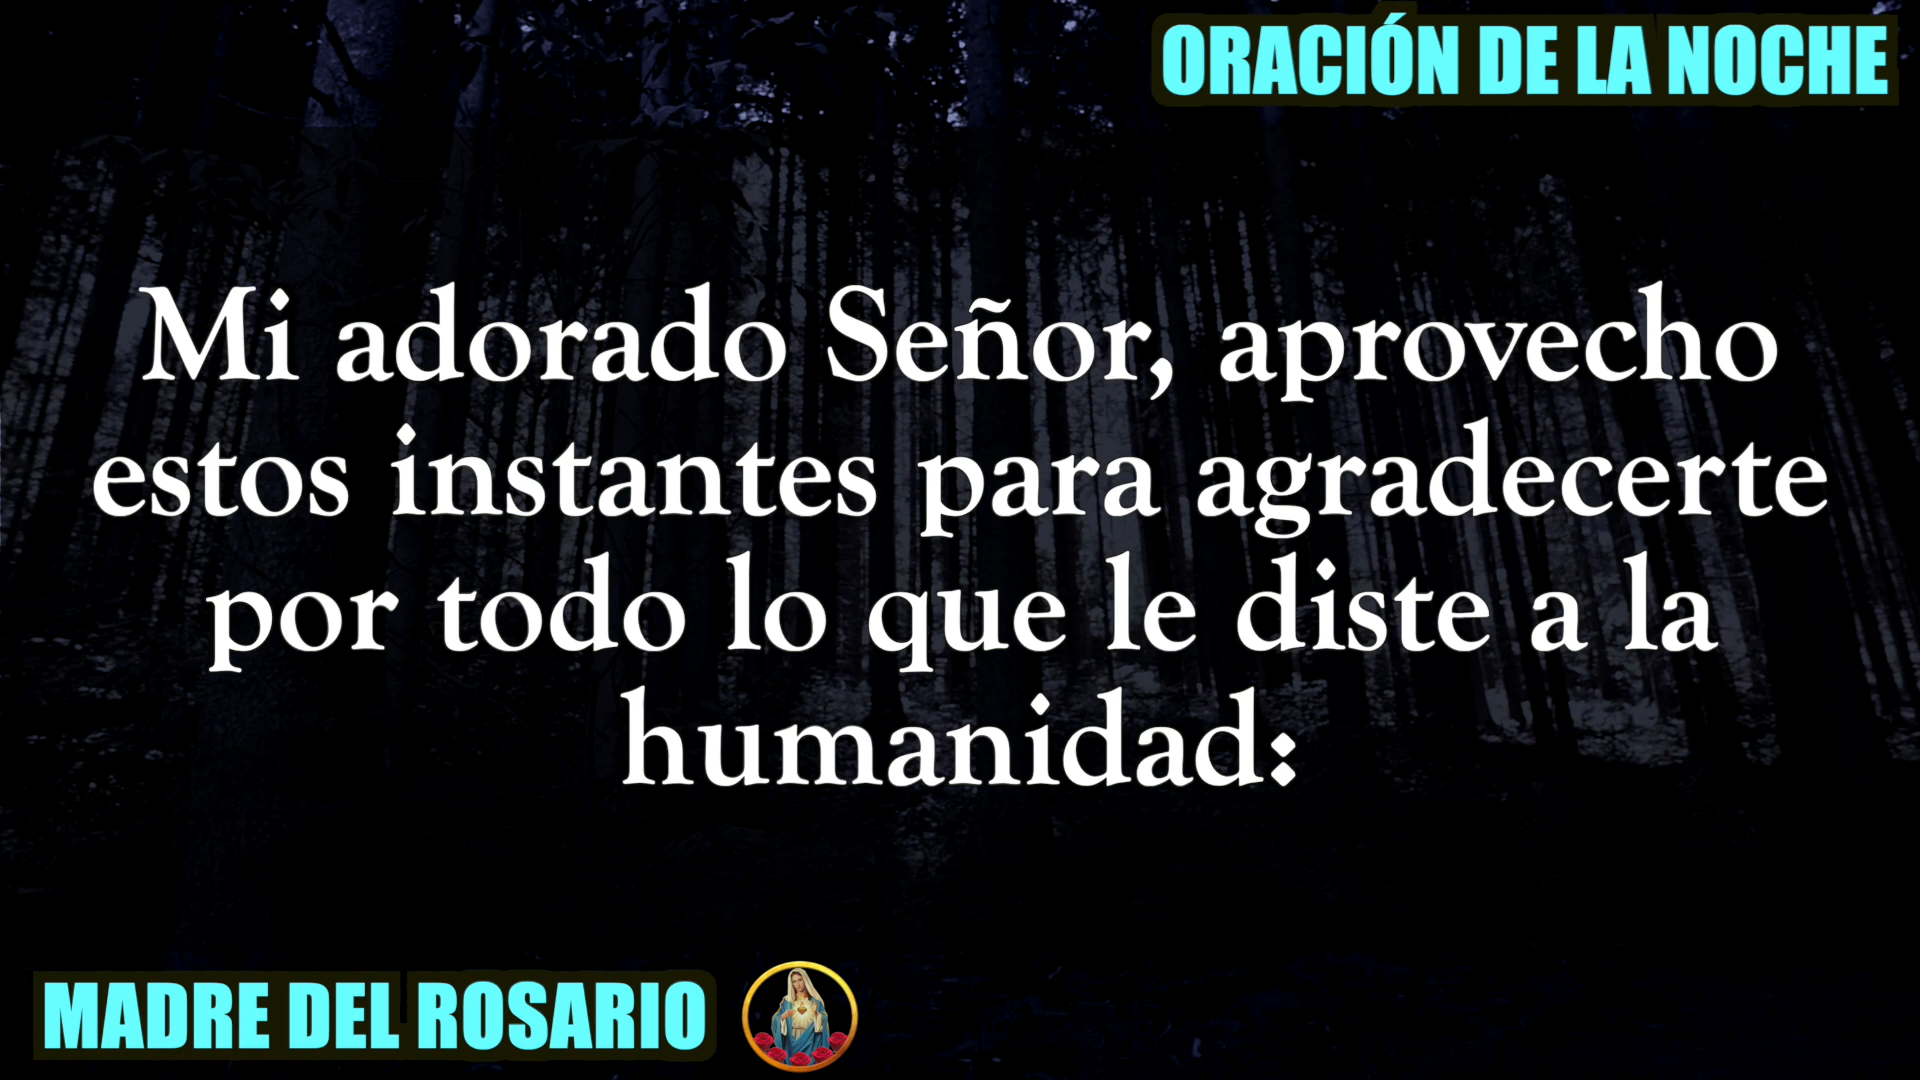 ORACIÓN DE LA NOCHE
Mi adorado Señor, aprovecho
estos instantes para agradecerte
por todo lo que le diste a la
humanidad:
MADRE DEL ROSARIO